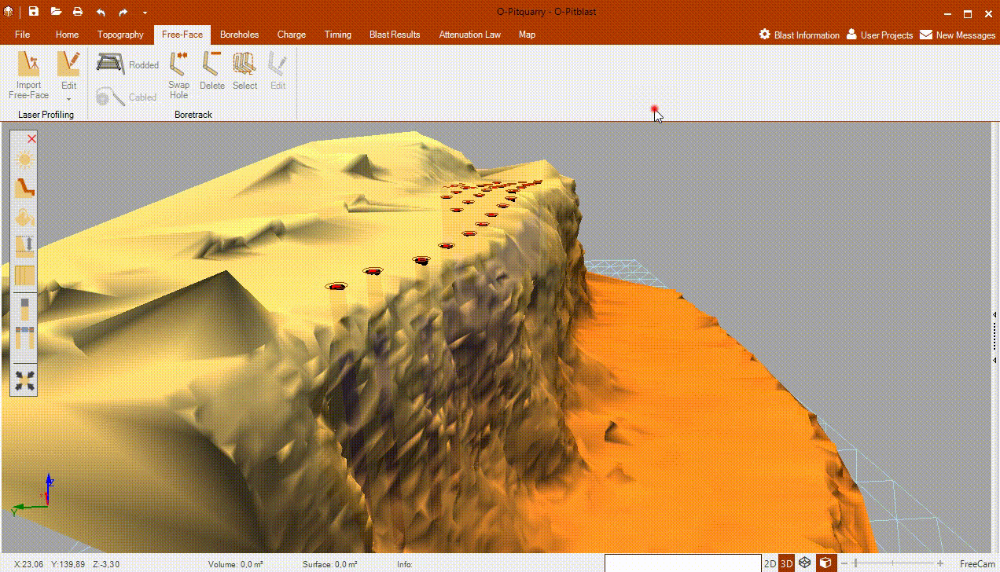 O-Pitquarry - O-Pitblast
File Home Topography Free-Face Boreholes Charge Timing Blast Results Attenuation Law Map Blast Information User Projects New Messages
Import Free-Face
Edit
Rodded
Cabled
Swap Hole
Delete
Select
Edit
Laser Profiling
Boretrack
Z
X
Y
X:23,06 Y:139,89 Z:-3,30 Volume: 0,0 m³ Surface: 0,0 m² Info: 2D 3D FreeCam